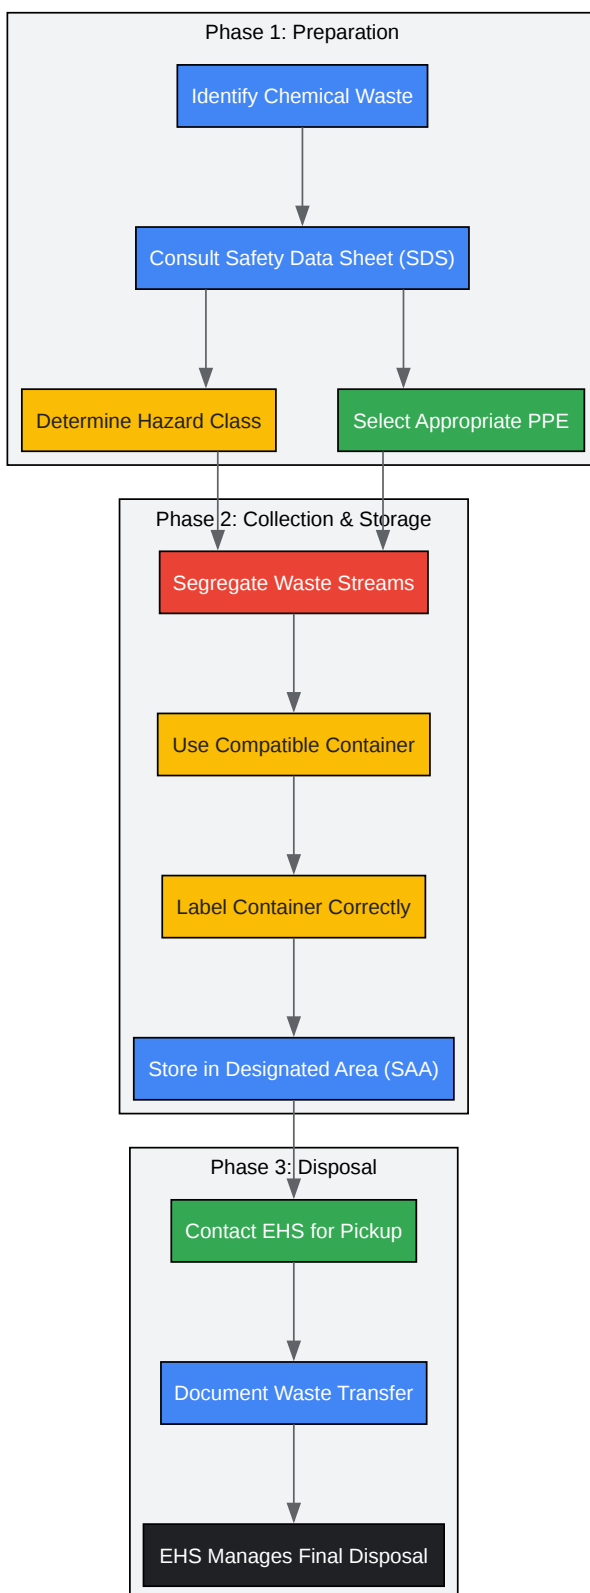 Phase 1: Preparation
Identify Chemical Waste
Consult Safety Data Sheet (SDS)
Determine Hazard Class
Select Appropriate PPE
Phase 2: Collection & Storage
Segregate Waste Streams
Use Compatible Container
Label Container Correctly
Store in Designated Area (SAA)
Phase 3: Disposal
Contact EHS for Pickup
Document Waste Transfer
EHS Manages Final Disposal